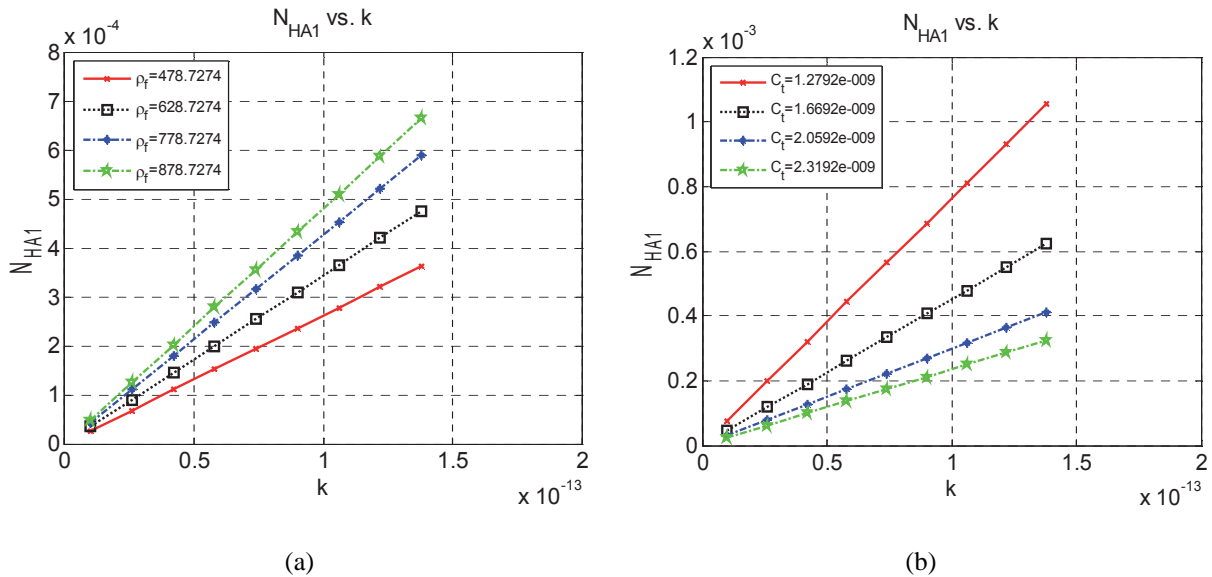 N_HA1 vs. k
x 10^-4
8
7
6
5
4
3
2
1
0
N_HA1
ρ_f=478.7274
ρ_f=628.7274
ρ_f=778.7274
ρ_f=878.7274
0
0.5
1
1.5
2
k
x 10^-13
(a)
N_HA1 vs. k
x 10^-3
1.2
1
0.8
0.6
0.4
0.2
0
N_HA1
C_t=1.2792e-009
C_t=1.6692e-009
C_t=2.0592e-009
C_t=2.3192e-009
0
0.5
1
1.5
2
k
x 10^-13
(b)